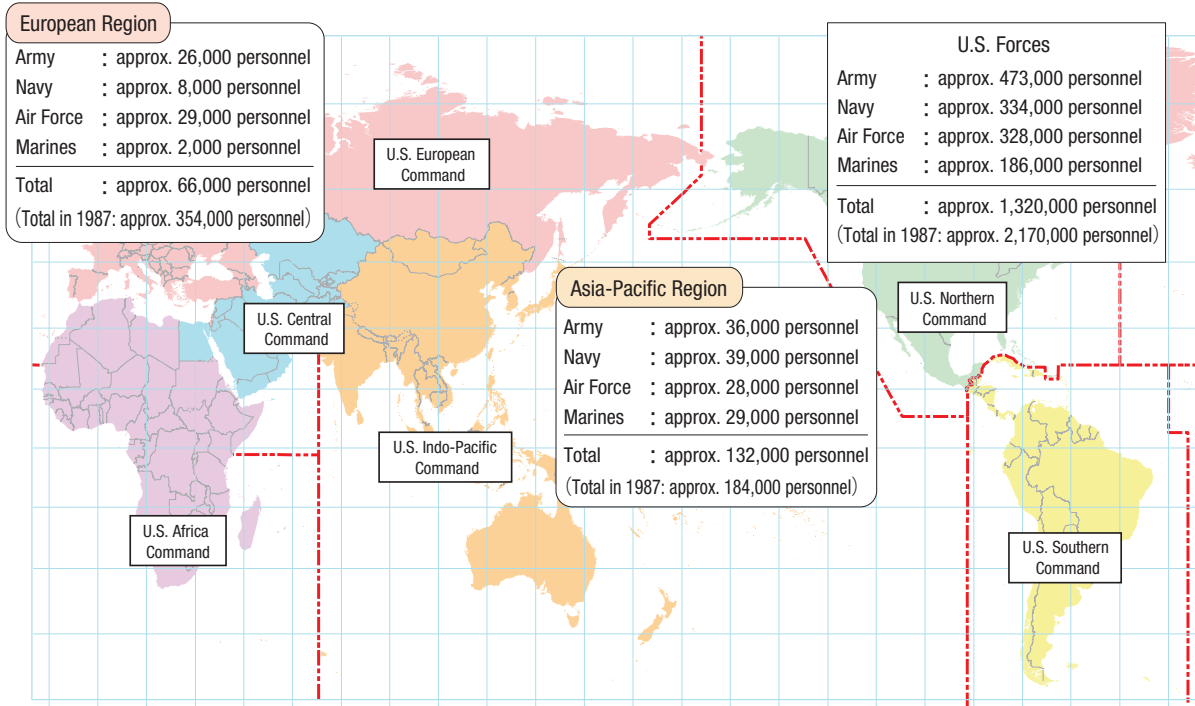 European Region
Army : approx. 26,000 personnel
Navy : approx. 8,000 personnel
Air Force : approx. 29,000 personnel
Marines : approx. 2,000 personnel
Total : approx. 66,000 personnel
(Total in 1987: approx. 354,000 personnel)
U.S. Forces
Army : approx. 473,000 personnel
Navy : approx. 334,000 personnel
Air Force : approx. 328,000 personnel
Marines : approx. 186,000 personnel
Total : approx. 1,320,000 personnel
(Total in 1987: approx. 2,170,000 personnel)
U.S. European
Command
Asia-Pacific Region
Army : approx. 36,000 personnel
Navy : approx. 39,000 personnel
Air Force : approx. 28,000 personnel
Marines : approx. 29,000 personnel
Total : approx. 132,000 personnel
(Total in 1987: approx. 184,000 personnel)
U.S. Northern
Command
U.S. Central
Command
U.S. Indo-Pacific
Command
U.S. Africa
Command
U.S. Southern
Command